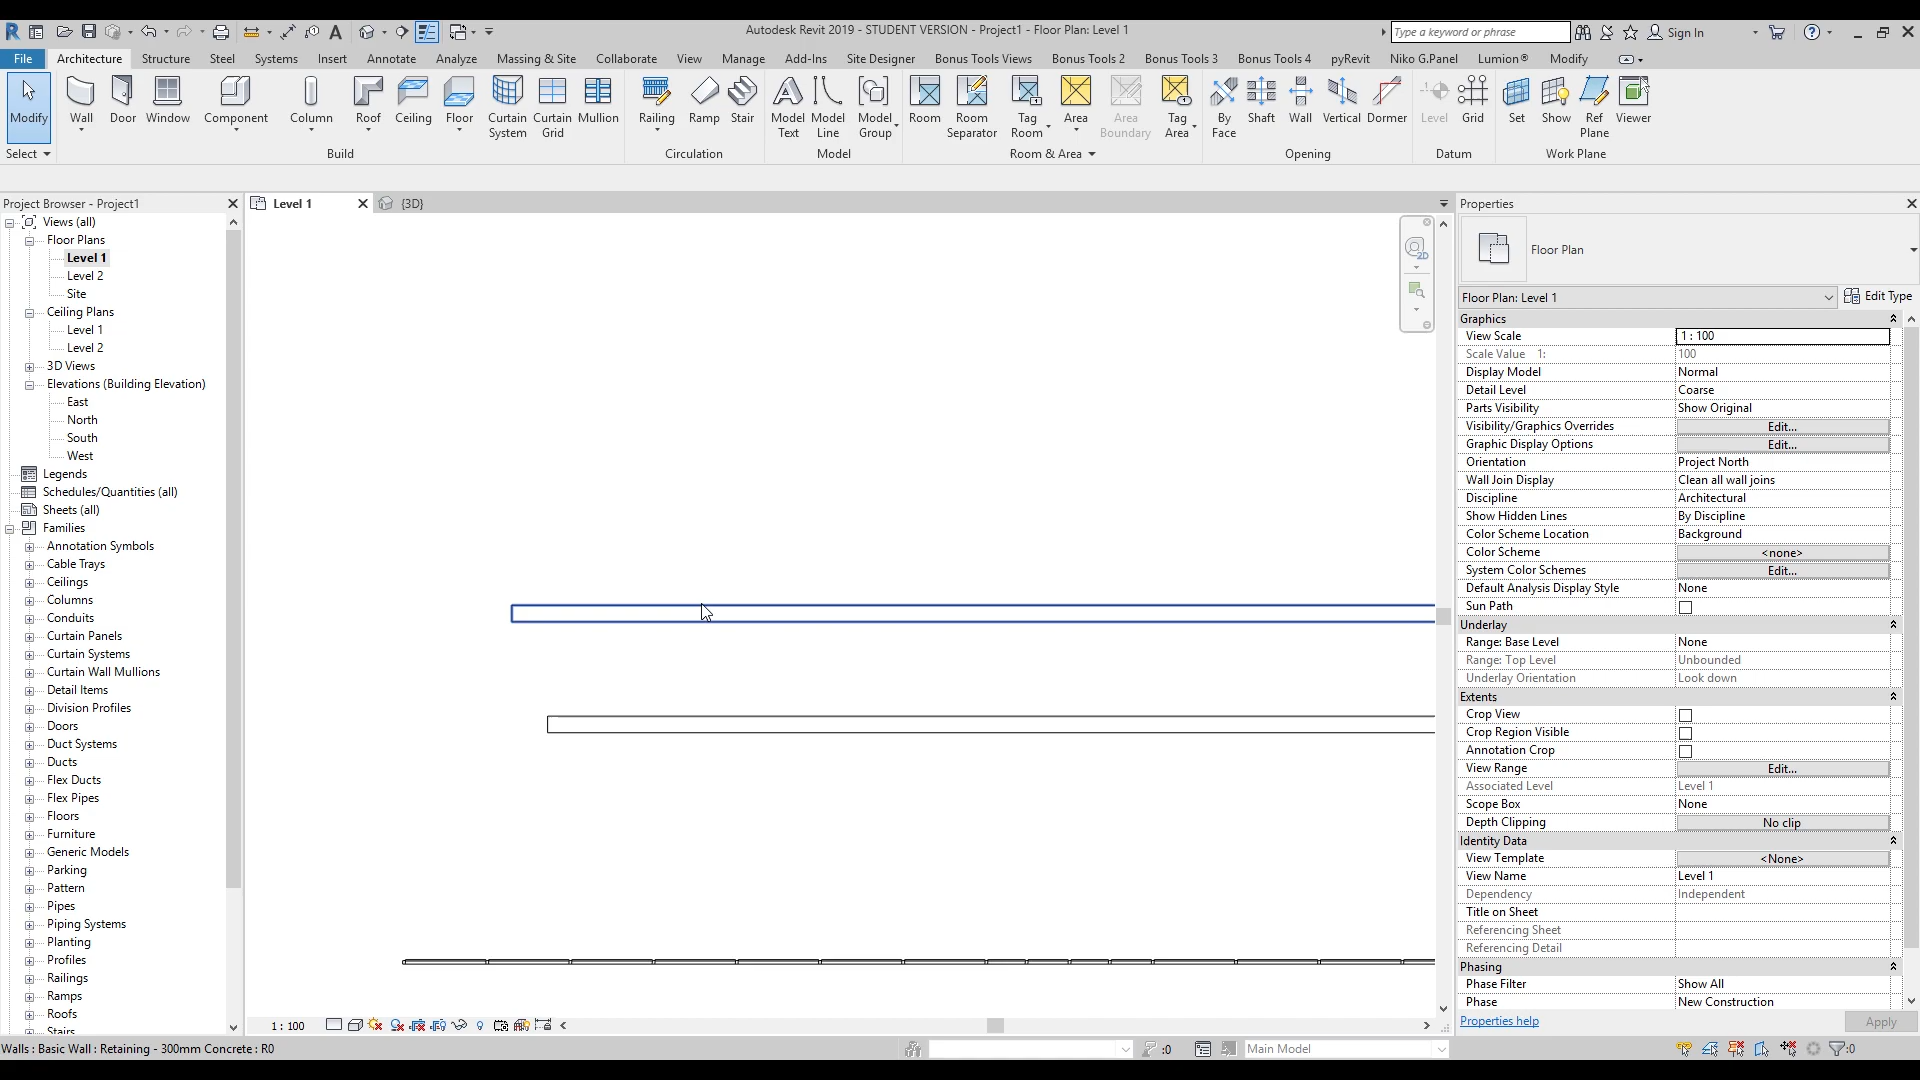 Autodesk Revit 2019 - STUDENT VERSION - Project1 - Floor Plan: Level 1
Type a keyword or phrase
Sign In
File Architecture Structure Steel Systems Insert Annotate Analyze Massing & Site Collaborate View Manage Add-Ins Site Designer Bonus Tools Views Bonus Tools 2 Bonus Tools 3 Bonus Tools 4 pyRevit Niko G.Panel Lumion® Modify
Modify Wall Door Window Component Column Roof Ceiling Floor Curtain System Curtain Grid Mullion Railing Ramp Stair Model Text Model Line Model Group Room Room Separator Tag Room Area Area Boundary Tag Area By Face Shaft Wall Vertical Dormer Level Grid Set Show Ref Plane Viewer
Select Build Circulation Model Room & Area Opening Datum Work Plane
Project Browser - Project1
Views (all)
Floor Plans
Level 1
Level 2
Site
Ceiling Plans
Level 1
Level 2
3D Views
Elevations (Building Elevation)
East
North
South
West
Legends
Schedules/Quantities (all)
Sheets (all)
Families
Annotation Symbols
Cable Trays
Ceilings
Columns
Conduits
Curtain Panels
Curtain Systems
Curtain Wall Mullions
Detail Items
Division Profiles
Doors
Duct Systems
Ducts
Flex Ducts
Flex Pipes
Floors
Furniture
Generic Models
Parking
Pattern
Pipes
Piping Systems
Planting
Profiles
Railings
Ramps
Roofs
Stairs
Level 1
{3D}
2D
1 : 100
Properties
Floor Plan
Floor Plan: Level 1 Edit Type
Graphics
View Scale 1 : 100
Scale Value 1: 100
Display Model Normal
Detail Level Coarse
Parts Visibility Show Original
Visibility/Graphics Overrides Edit...
Graphic Display Options Edit...
Orientation Project North
Wall Join Display Clean all wall joins
Discipline Architectural
Show Hidden Lines By Discipline
Color Scheme Location Background
Color Scheme <none>
System Color Schemes Edit...
Default Analysis Display Style None
Sun Path
Underlay
Range: Base Level None
Range: Top Level Unbounded
Underlay Orientation Look down
Extents
Crop View
Crop Region Visible
Annotation Crop
View Range Edit...
Associated Level Level 1
Scope Box None
Depth Clipping No clip
Identity Data
View Template <None>
View Name Level 1
Dependency Independent
Title on Sheet
Referencing Sheet
Referencing Detail
Phasing
Phase Filter Show All
Phase New Construction
Properties help Apply
Walls : Basic Wall : Retaining - 300mm Concrete : R0
:0
Main Model
:0